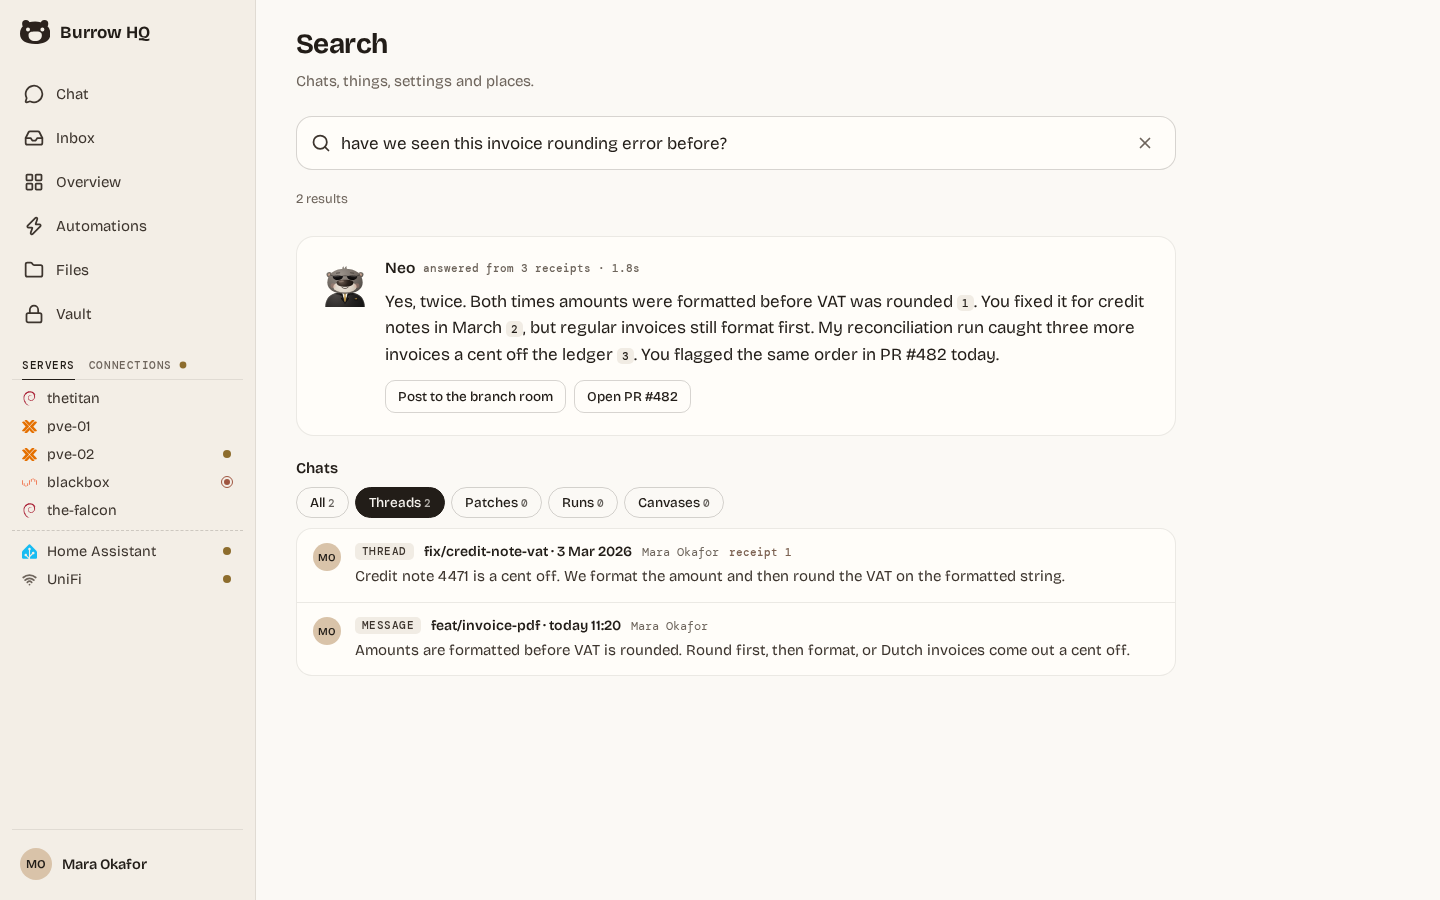 Burrow HQ
Chat
Inbox
Overview
Automations
Files
Vault
SERVERS CONNECTIONS
thetitan
pve-01
pve-02
blackbox
the-falcon
Home Assistant
UniFi
MO Mara Okafor
Search
Chats, things, settings and places.
have we seen this invoice rounding error before?
2 results
Neo answered from 3 receipts · 1.8s
Yes, twice. Both times amounts were formatted before VAT was rounded 1. You fixed it for credit
notes in March 2, but regular invoices still format first. My reconciliation run caught three more
invoices a cent off the ledger 3. You flagged the same order in PR #482 today.
Post to the branch room Open PR #482
Chats
All 2 Threads 2 Patches 0 Runs 0 Canvases 0
MO THREAD fix/credit-note-vat · 3 Mar 2026 Mara Okafor receipt 1
Credit note 4471 is a cent off. We format the amount and then round the VAT on the formatted string.
MO MESSAGE feat/invoice-pdf · today 11:20 Mara Okafor
Amounts are formatted before VAT is rounded. Round first, then format, or Dutch invoices come out a cent off.